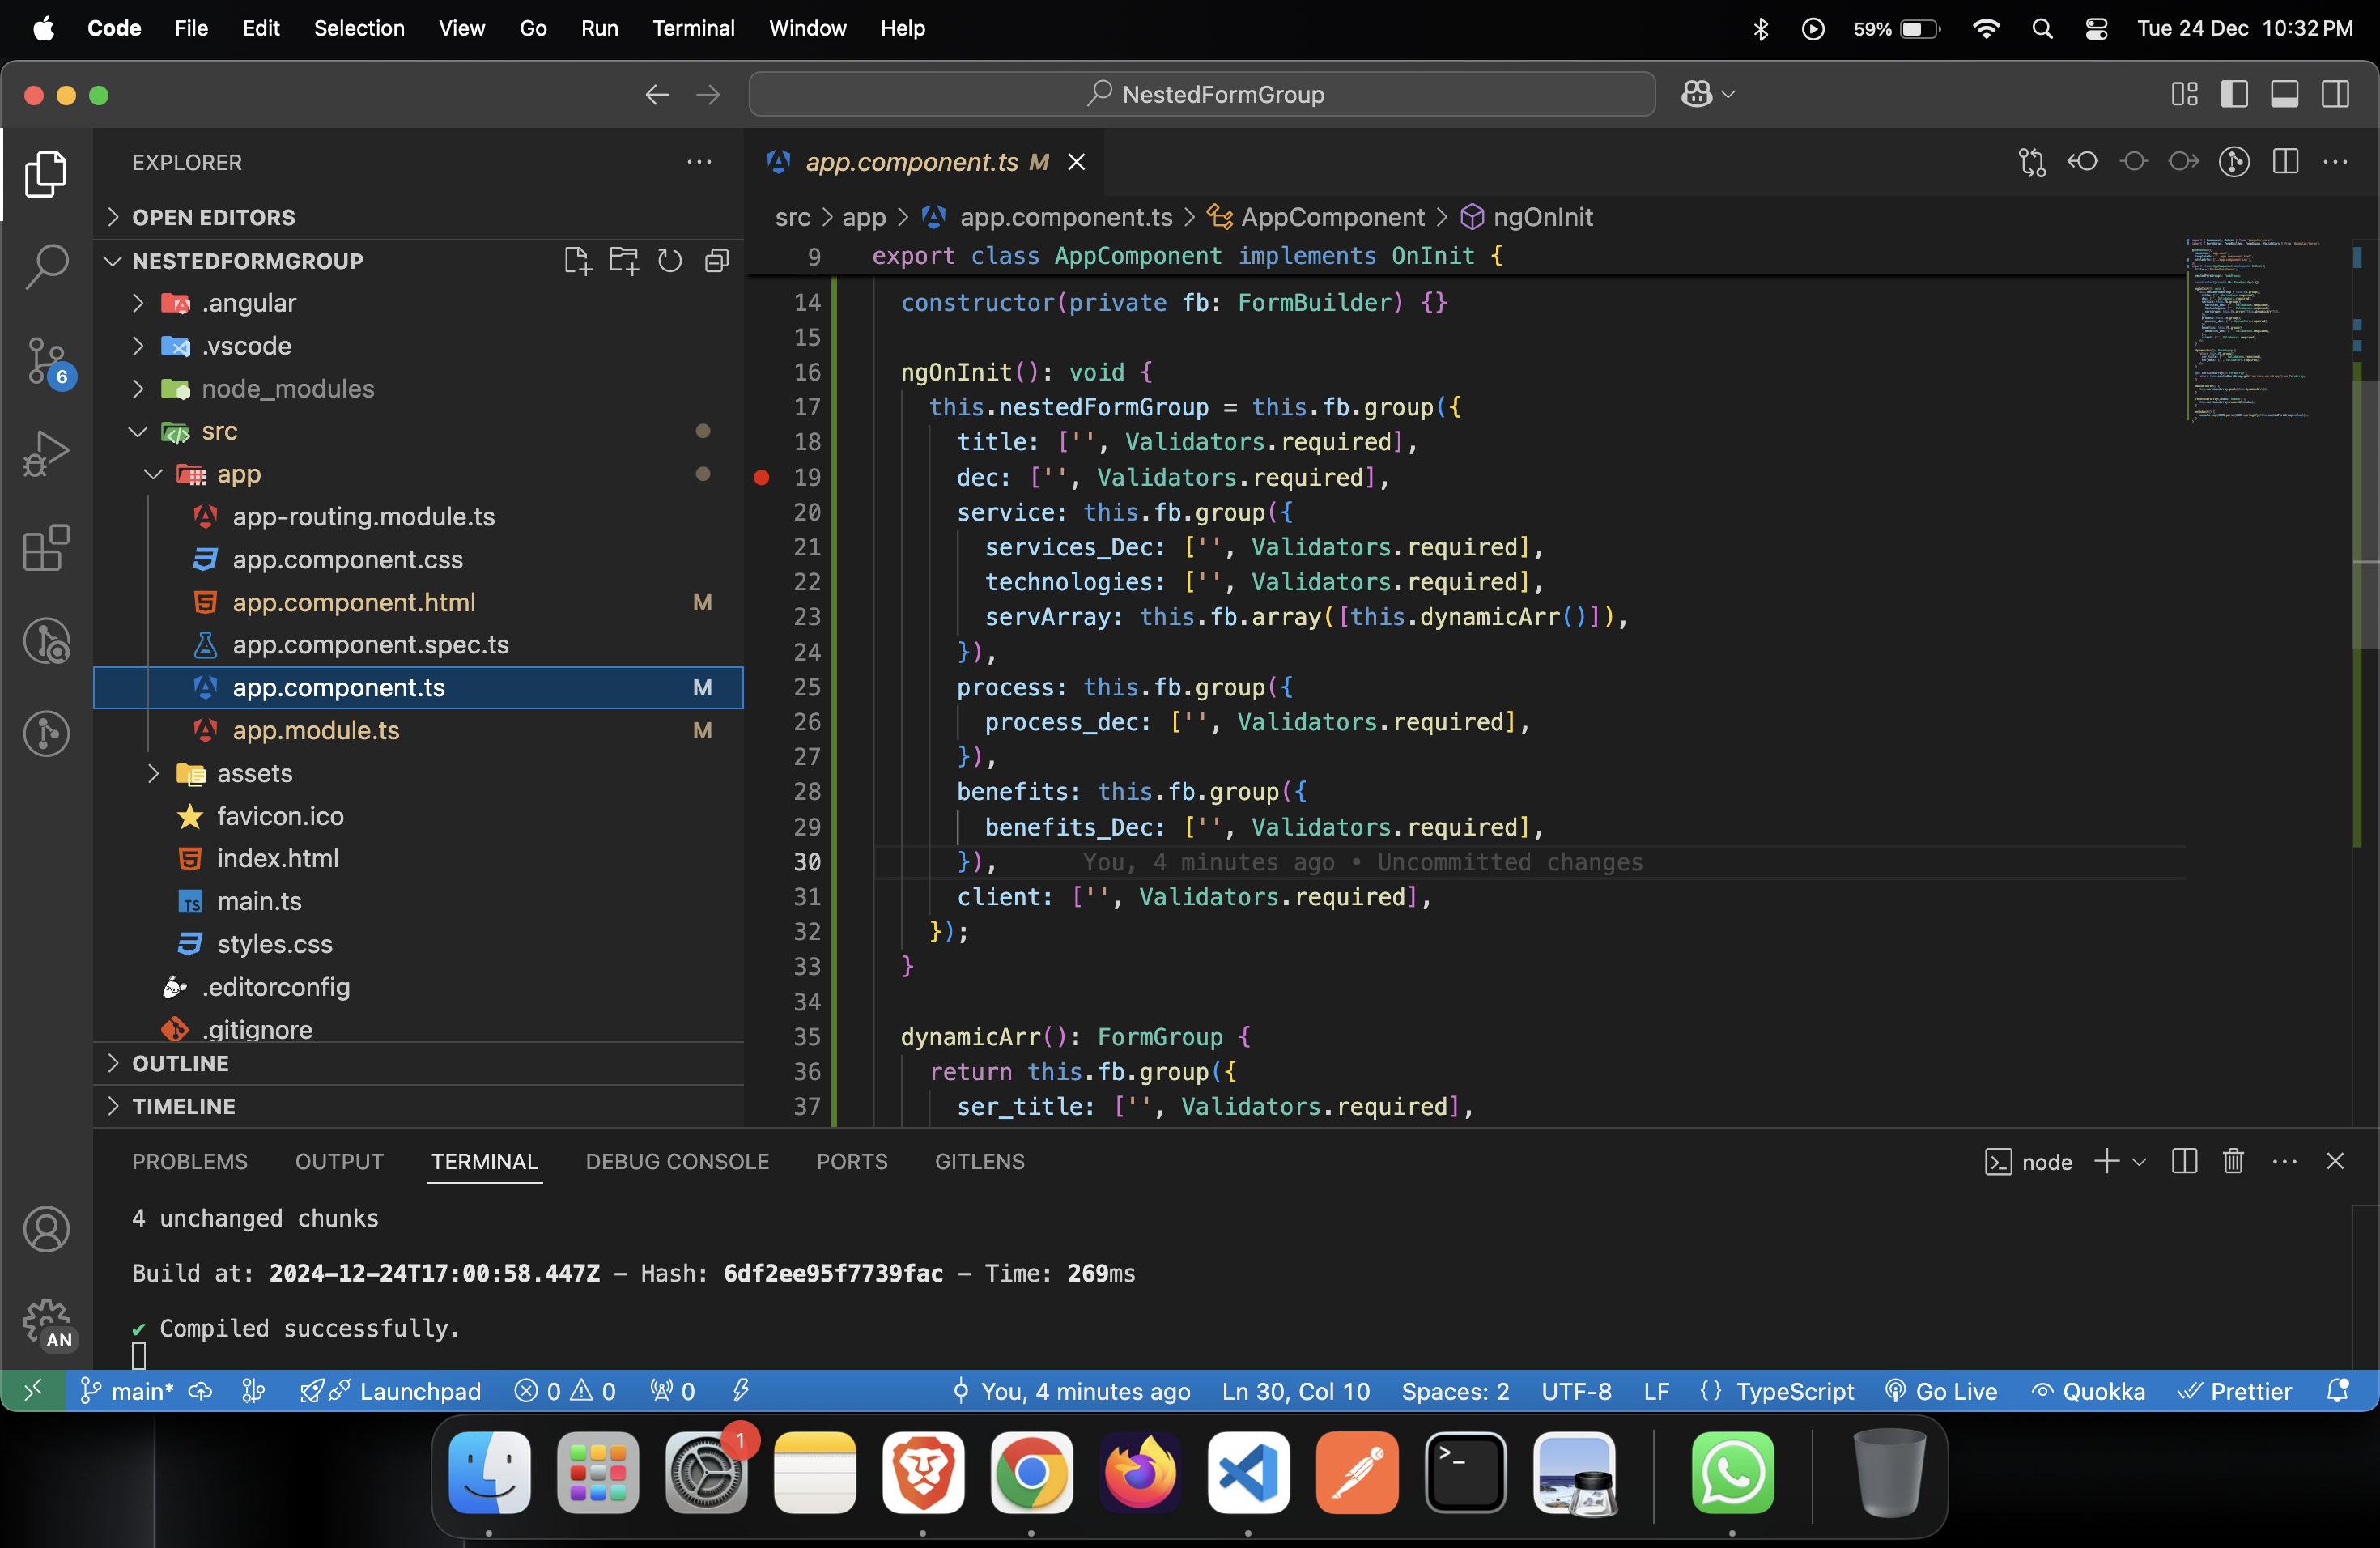 Code File Edit Selection View Go Run Terminal Window Help 59% Tue 24 Dec 10:32 PM
NestedFormGroup
EXPLORER
OPEN EDITORS
NESTEDFORMGROUP
.angular
.vscode
node_modules
src
app
app-routing.module.ts
app.component.css
app.component.html M
app.component.spec.ts
app.component.ts M
app.module.ts M
assets
favicon.ico
index.html
TS main.ts
styles.css
.editorconfig
.gitignore
OUTLINE
TIMELINE
6
AN
app.component.ts M
src > app > app.component.ts > AppComponent > ngOnInit
9 export class AppComponent implements OnInit {
14 constructor(private fb: FormBuilder) {}
15
16 ngOnInit(): void {
17 this.nestedFormGroup = this.fb.group({
18 title: ['', Validators.required],
19 dec: ['', Validators.required],
20 service: this.fb.group({
21 services_Dec: ['', Validators.required],
22 technologies: ['', Validators.required],
23 servArray: this.fb.array([this.dynamicArr()]),
24 }),
25 process: this.fb.group({
26 process_dec: ['', Validators.required],
27 }),
28 benefits: this.fb.group({
29 benefits_Dec: ['', Validators.required],
30 }), You, 4 minutes ago • Uncommitted changes
31 client: ['', Validators.required],
32 });
33 }
34
35 dynamicArr(): FormGroup {
36 return this.fb.group({
37 ser_title: ['', Validators.required],
PROBLEMS OUTPUT TERMINAL DEBUG CONSOLE PORTS GITLENS node
4 unchanged chunks
Build at: 2024-12-24T17:00:58.447Z - Hash: 6df2ee95f7739fac - Time: 269ms
✔ Compiled successfully.
main* Launchpad 0 0 0 You, 4 minutes ago Ln 30, Col 10 Spaces: 2 UTF-8 LF {} TypeScript Go Live Quokka Prettier
1